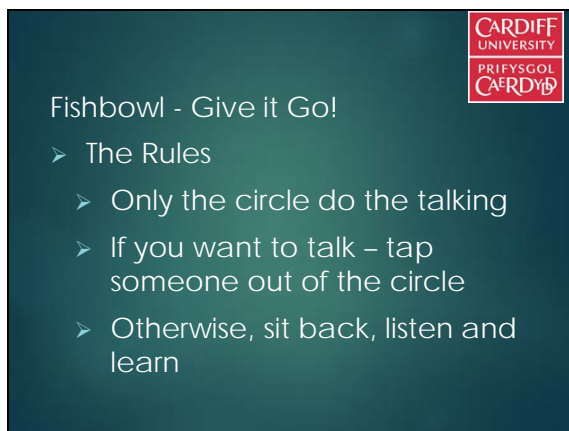 CARDIFF
UNIVERSITY
PRIFYSGOL
CAERDYDD
Fishbowl - Give it Go!
The Rules
Only the circle do the talking
If you want to talk – tap
someone out of the circle
Otherwise, sit back, listen and
learn